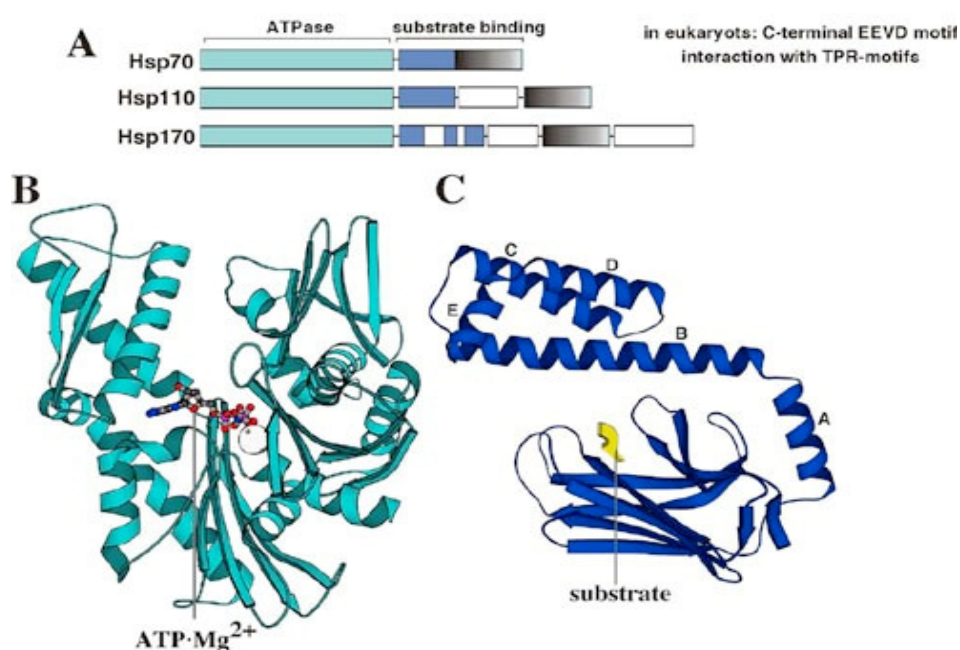 A
ATPase
substrate binding
in eukaryots: C-terminal EEVD motif
interaction with TPR-motifs
Hsp70
Hsp110
Hsp170
B
ATP·Mg2+
C
C
D
E
B
A
substrate